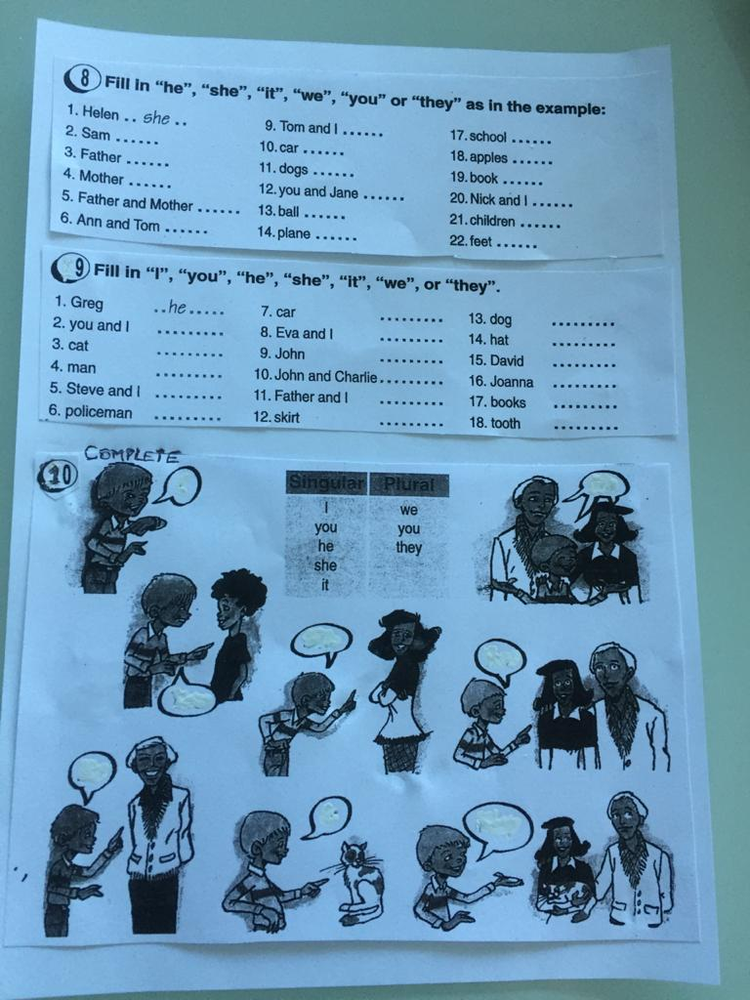 8 Fill in "he", "she", "it", "we", "you" or "they" as in the example:
1. Helen .. she ..
2. Sam ......
3. Father ......
4. Mother ......
5. Father and Mother ......
6. Ann and Tom ......
9. Tom and I ......
10. car ......
11. dogs ......
12. you and Jane ......
13. ball ......
14. plane ......
17. school ......
18. apples ......
19. book ......
20. Nick and I ......
21. children ......
22. feet ......
9 Fill in "I", "you", "he", "she", "it", "we", or "they".
1. Greg ..he.....
2. you and I ..........
3. cat ..........
4. man ..........
5. Steve and I ..........
6. policeman ..........
7. car ..........
8. Eva and I ..........
9. John ..........
10. John and Charlie ..........
11. Father and I ..........
12. skirt ..........
13. dog ..........
14. hat ..........
15. David ..........
16. Joanna ..........
17. books ..........
18. tooth ..........
10 COMPLETE
Singular Plural
I we
you you
he they
she
it